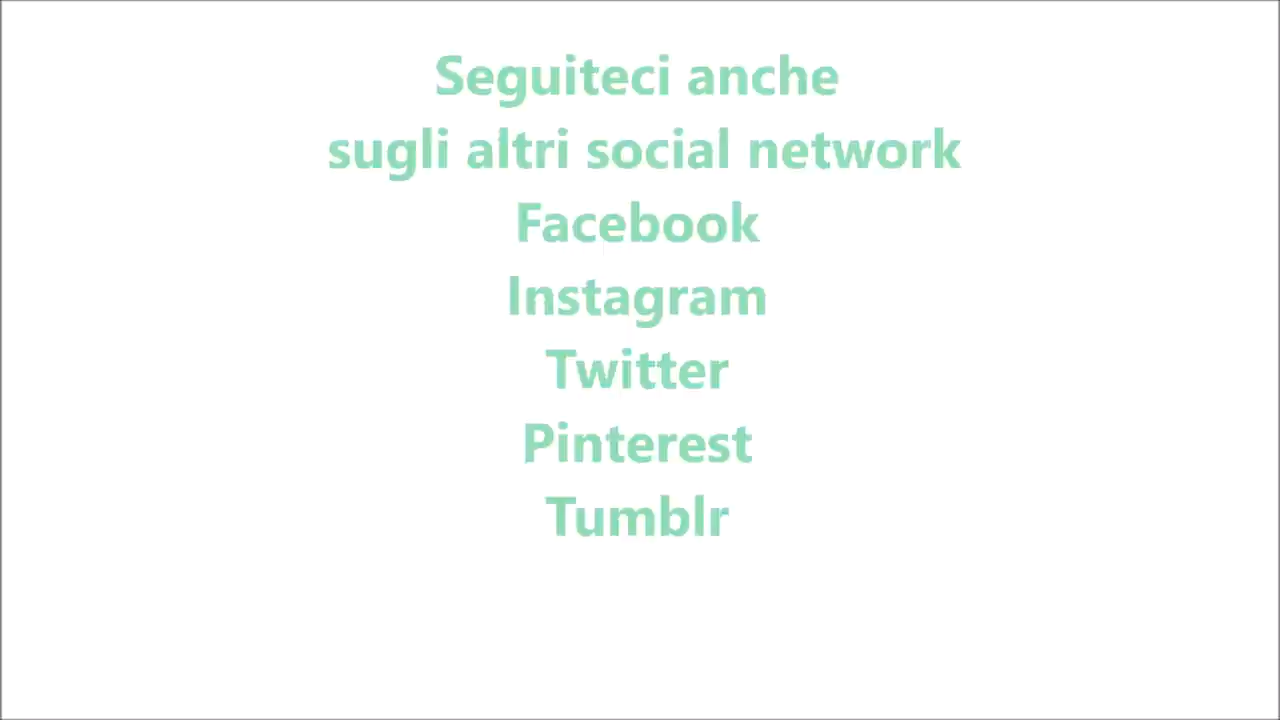 Seguiteci anche
sugli altri social network
Facebook
Instagram
Twitter
Pinterest
Tumblr